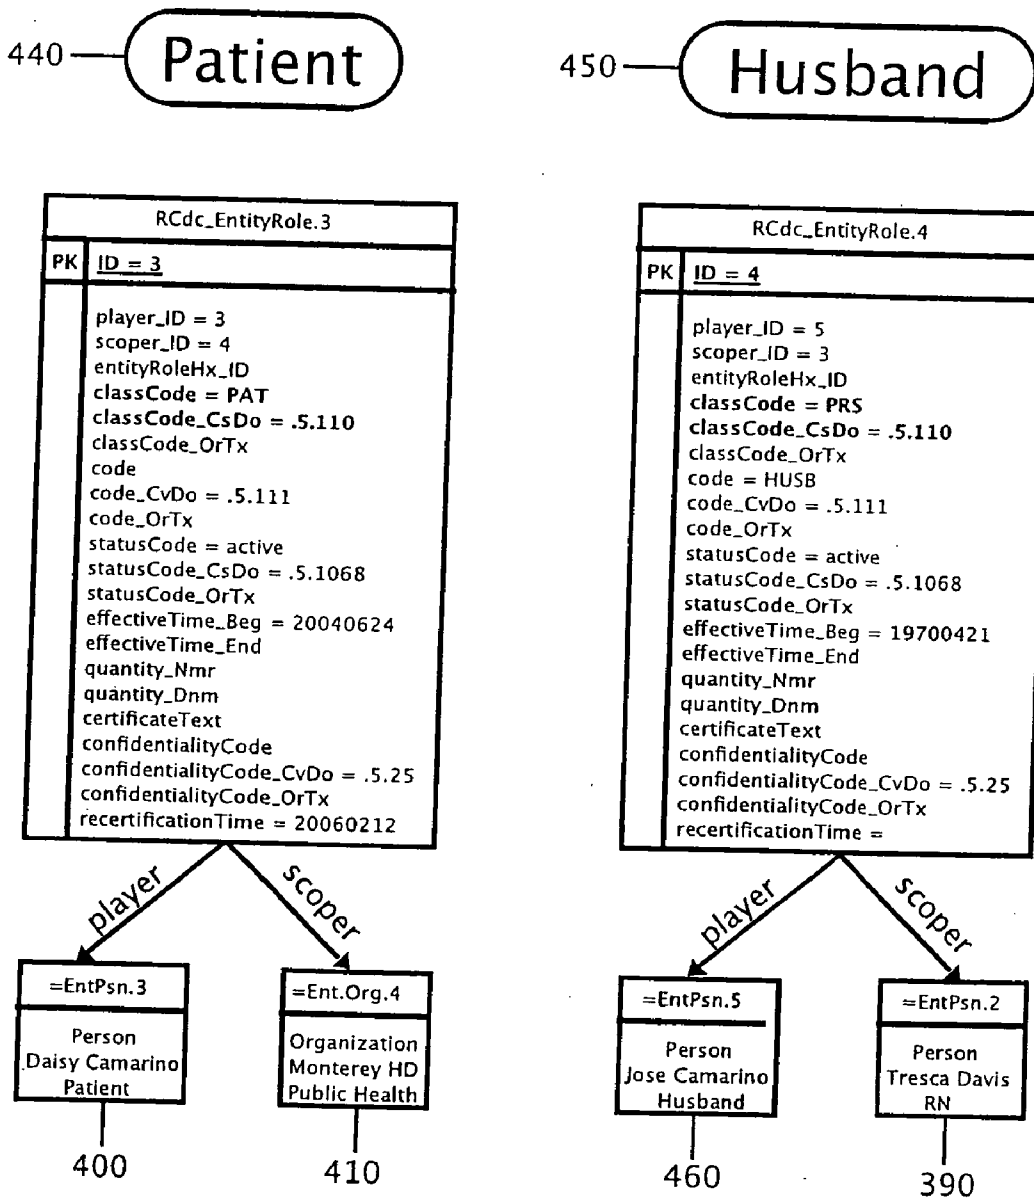 440
Patient
450
Husband
RCdc_EntityRole.3
PK
ID = 3
player_ID = 3
scoper_ID = 4
entityRoleHx_ID
classCode = PAT
classCode_CsDo = .5.110
classCode_OrTx
code
code_CvDo = .5.111
code_OrTx
statusCode = active
statusCode_CsDo = .5.1068
statusCode_OrTx
effectiveTime_Beg = 20040624
effectiveTime_End
quantity_Nmr
quantity_Dnm
certificateText
confidentialityCode
confidentialityCode_CvDo = .5.25
confidentialityCode_OrTx
recertificationTime = 20060212
player
scoper
=EntPsn.3
Person
Daisy Camarino
Patient
400
=Ent.Org.4
Organization
Monterey HD
Public Health
410
RCdc_EntityRole.4
PK
ID = 4
player_ID = 5
scoper_ID = 3
entityRoleHx_ID
classCode = PRS
classCode_CsDo = .5.110
classCode_OrTx
code = HUSB
code_CvDo = .5.111
code_OrTx
statusCode = active
statusCode_CsDo = .5.1068
statusCode_OrTx
effectiveTime_Beg = 19700421
effectiveTime_End
quantity_Nmr
quantity_Dnm
certificateText
confidentialityCode
confidentialityCode_CvDo = .5.25
confidentialityCode_OrTx
recertificationTime =
player
scoper
=EntPsn.5
Person
Jose Camarino
Husband
460
=EntPsn.2
Person
Tresca Davis
RN
390